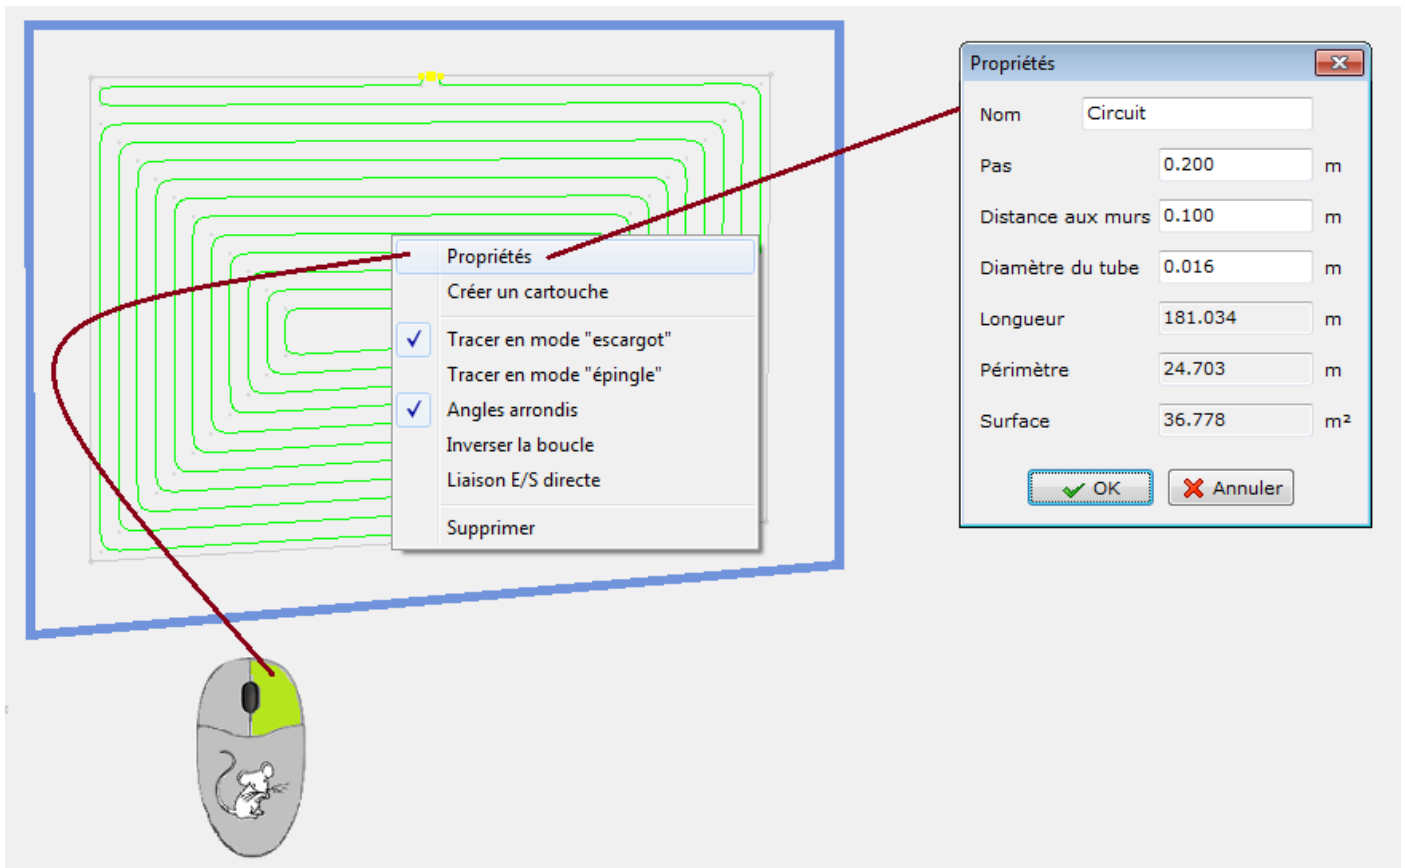 Propriétés
Nom Circuit
Pas 0.200 m
Distance aux murs 0.100 m
Diamètre du tube 0.016 m
Longueur 181.034 m
Périmètre 24.703 m
Surface 36.778 m²
OK Annuler
Propriétés
Créer un cartouche
Tracer en mode "escargot"
Tracer en mode "épingle"
Angles arrondis
Inverser la boucle
Liaison E/S directe
Supprimer